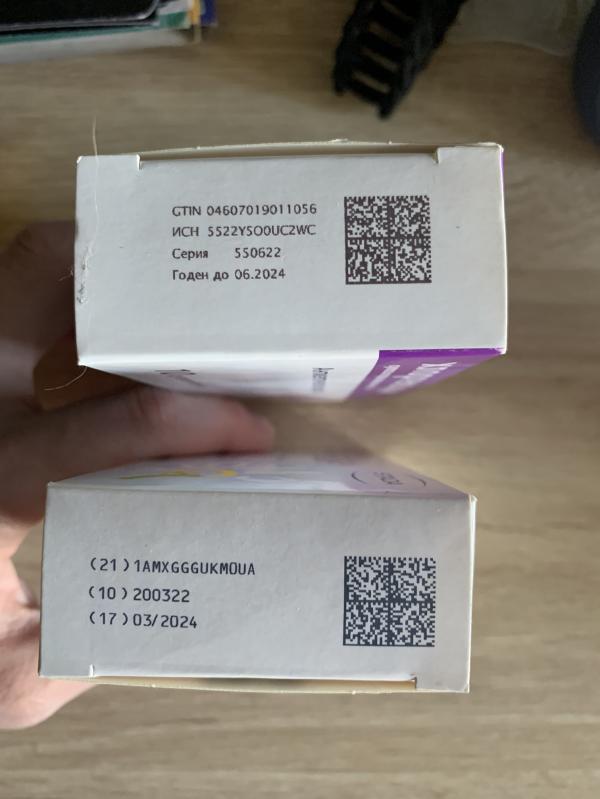 GTIN 04607019011056
ИСН 5522YSO0UC2WC
Серия 550622
Годен до 06.2024
(21)1AMXGGGUKMOUA
(10)200322
(17)03/2024